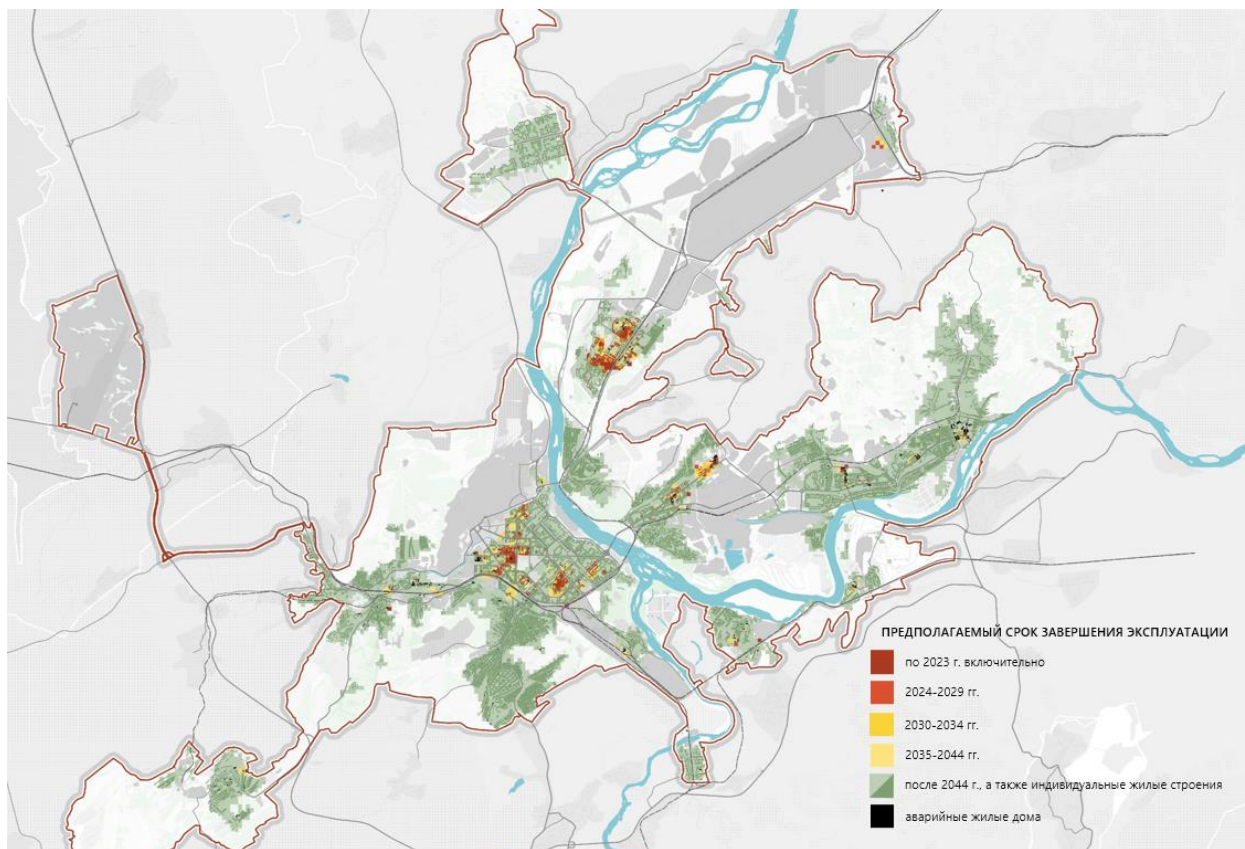 ПРЕДПОЛАГАЕМЫЙ СРОК ЗАВЕРШЕНИЯ ЭКСПЛУАТАЦИИ
по 2023 г. включительно
2024-2029 гг.
2030-2034 гг.
2035-2044 гг.
после 2044 г., а также индивидуальные жилые строения
аварийные жилые дома